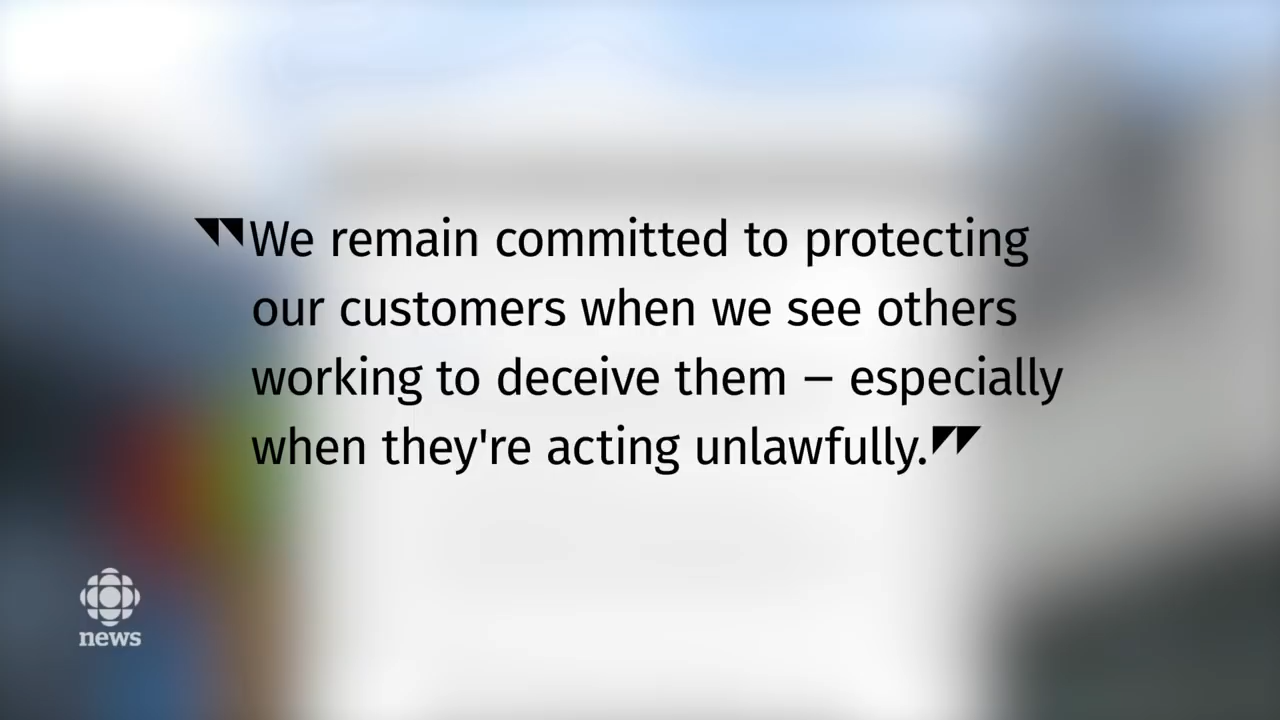 "We remain committed to protecting
our customers when we see others
working to deceive them – especially
when they're acting unlawfully."
news